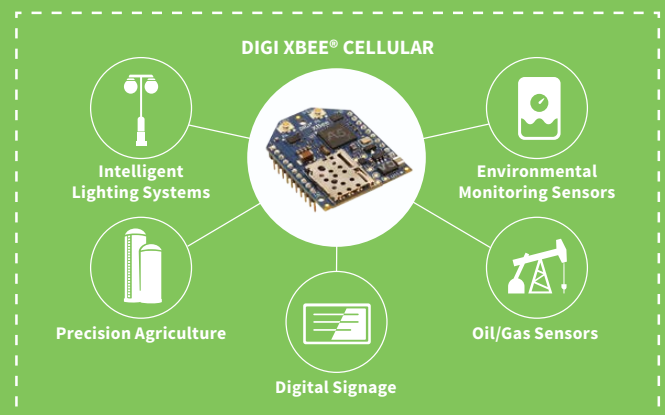 DIGI XBEE® CELLULAR
Intelligent
Lighting Systems
Environmental
Monitoring Sensors
Precision Agriculture
Oil/Gas Sensors
Digital Signage